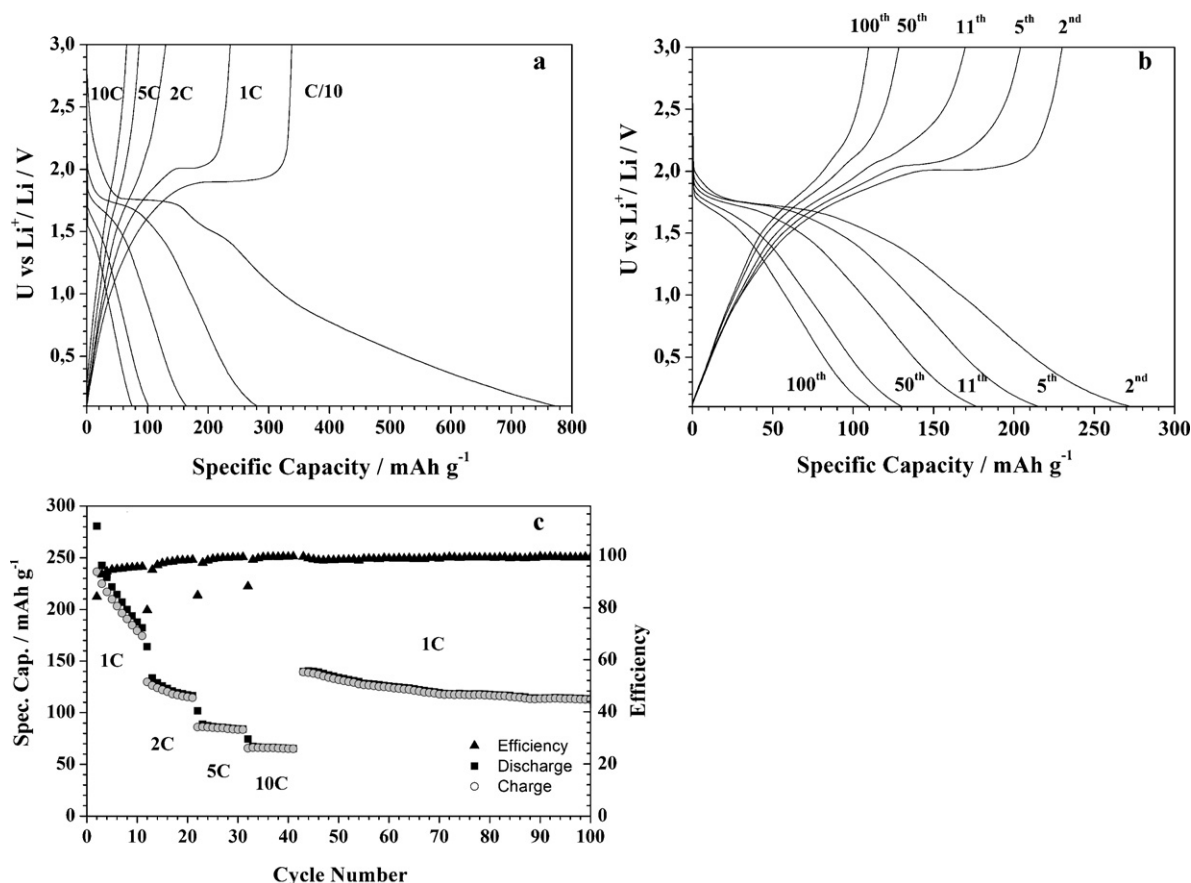 a
3,0
2,5
2,0
1,5
1,0
0,5
U vs Li⁺/ Li / V
10C 5C 2C 1C C/10
0 100 200 300 400 500 600 700 800
Specific Capacity / mAh g⁻¹
100ᵗʰ 50ᵗʰ 11ᵗʰ 5ᵗʰ 2ⁿᵈ
b
3,0
2,5
2,0
1,5
1,0
0,5
U vs Li⁺/ Li / V
100ᵗʰ 50ᵗʰ 11ᵗʰ 5ᵗʰ 2ⁿᵈ
0 50 100 150 200 250 300
Specific Capacity / mAh g⁻¹
c
300
250
200
150
100
50
0
Spec. Cap. / mAh g⁻¹
1C
2C
5C
10C
1C
Efficiency
Discharge
Charge
100
80
60
40
20
0
Efficiency
0 10 20 30 40 50 60 70 80 90 100
Cycle Number